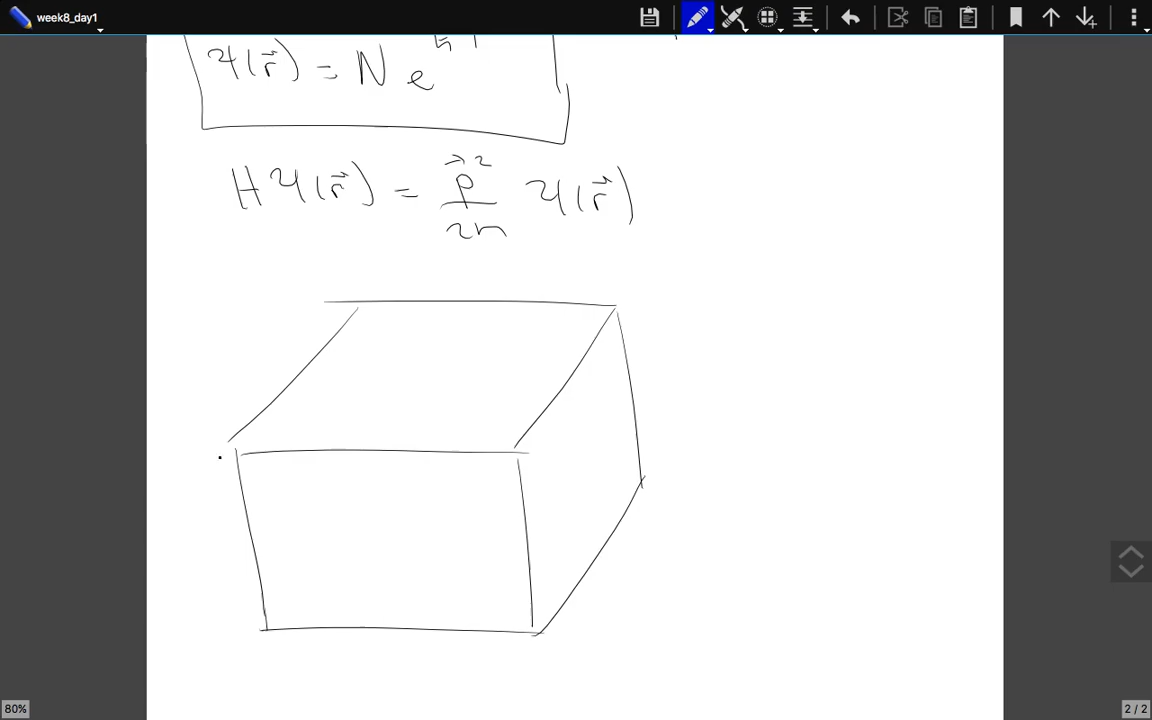 week8_day1
Ψ(r⃗) = N e^
HΨ(r⃗) = p⃗²/2m Ψ(r⃗)
80%
2 / 2